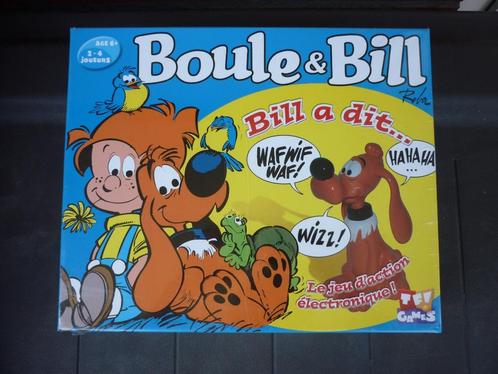 AGE 6+
2-4
JOUEURS
Boule & Bill
Roba
Bill a dit...
WAF WIF
WAF!
HAHAHA
...
WIZZ!
Le jeu d'action
électronique !
TF1
GAMES